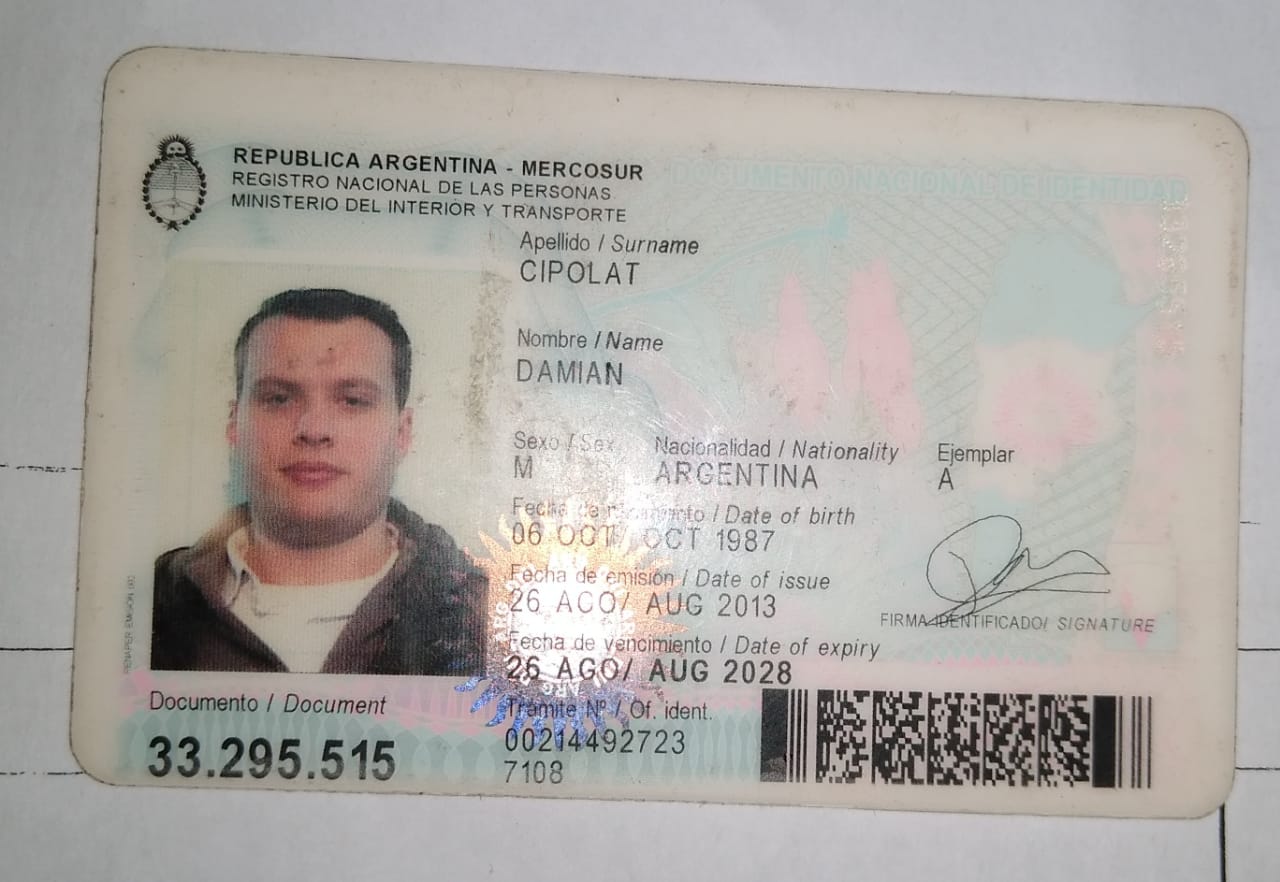 REPUBLICA ARGENTINA - MERCOSUR
REGISTRO NACIONAL DE LAS PERSONAS
MINISTERIO DEL INTERIOR Y TRANSPORTE
DOCUMENTO NACIONAL DE IDENTIDAD
Apellido / Surname
CIPOLAT
Nombre / Name
DAMIAN
Sexo / Sex
M
Nacionalidad / Nationality
ARGENTINA
Ejemplar
A
Fecha de nacimiento / Date of birth
06 OCT/ OCT 1987
Fecha de emisión / Date of issue
26 AGO/ AUG 2013
Fecha de vencimiento / Date of expiry
26 AGO/ AUG 2028
FIRMA IDENTIFICADO/ SIGNATURE
Documento / Document
33.295.515
Trámite Nº / Of. ident.
00214492723
7108